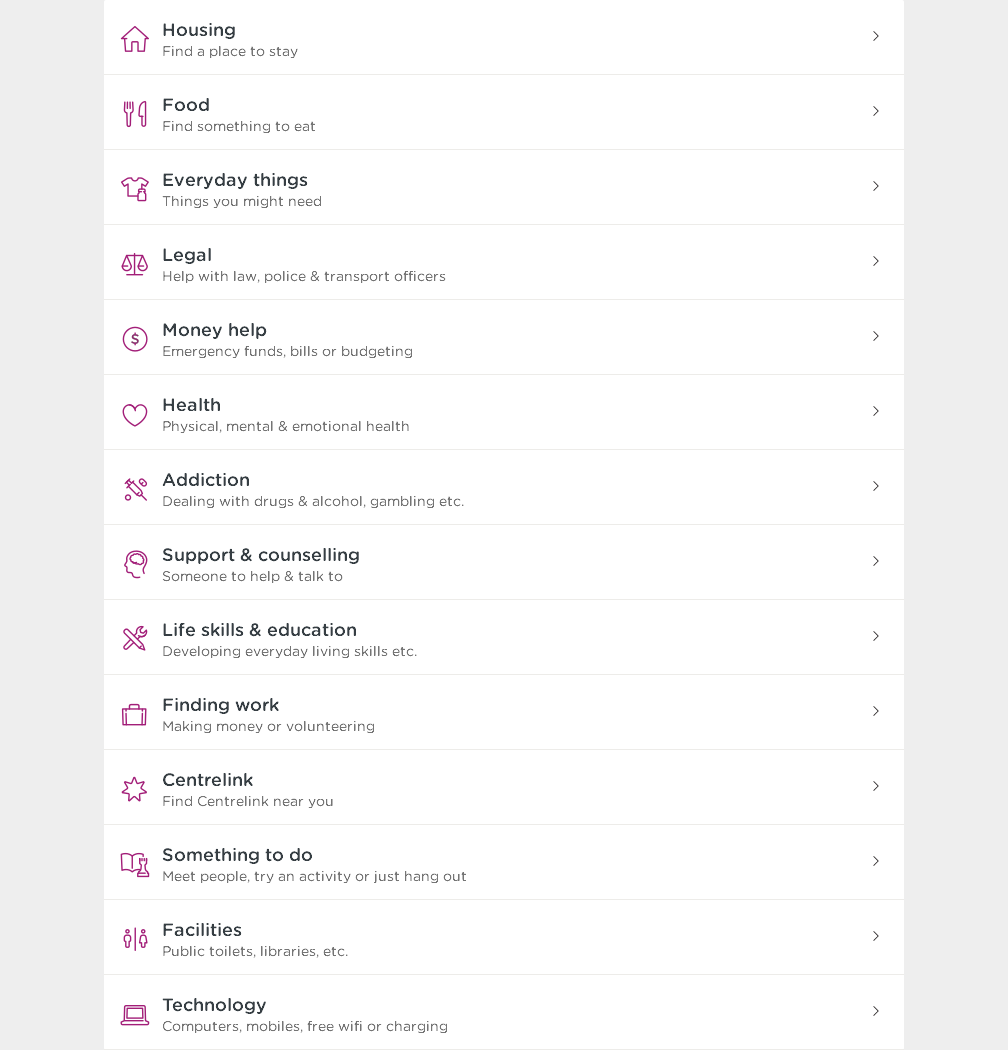 Housing
Find a place to stay
Food
Find something to eat
Everyday things
Things you might need
Legal
Help with law, police & transport officers
Money help
Emergency funds, bills or budgeting
Health
Physical, mental & emotional health
Addiction
Dealing with drugs & alcohol, gambling etc.
Support & counselling
Someone to help & talk to
Life skills & education
Developing everyday living skills etc.
Finding work
Making money or volunteering
Centrelink
Find Centrelink near you
Something to do
Meet people, try an activity or just hang out
Facilities
Public toilets, libraries, etc.
Technology
Computers, mobiles, free wifi or charging